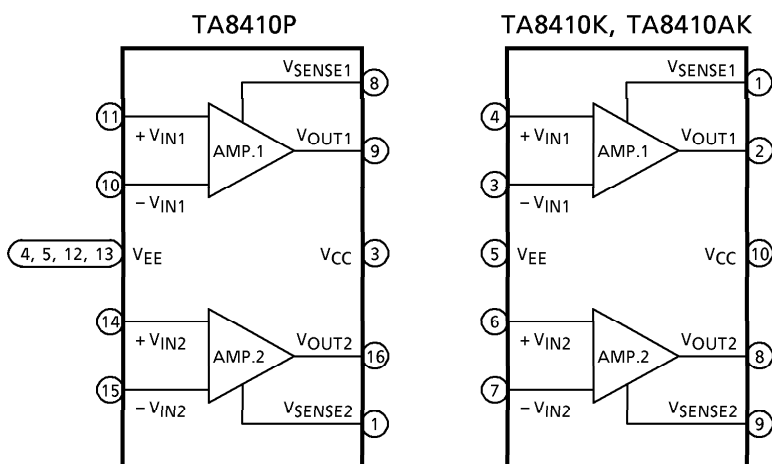 TA8410P
VSENSE1
8
11
+ VIN1
AMP.1
VOUT1
9
10
− VIN1
4, 5, 12, 13
VEE
VCC
3
14
+ VIN2
AMP.2
VOUT2
16
15
− VIN2
VSENSE2
1
TA8410K, TA8410AK
VSENSE1
1
4
+ VIN1
AMP.1
VOUT1
2
3
− VIN1
5
VEE
VCC
10
6
+ VIN2
AMP.2
VOUT2
8
7
− VIN2
VSENSE2
9